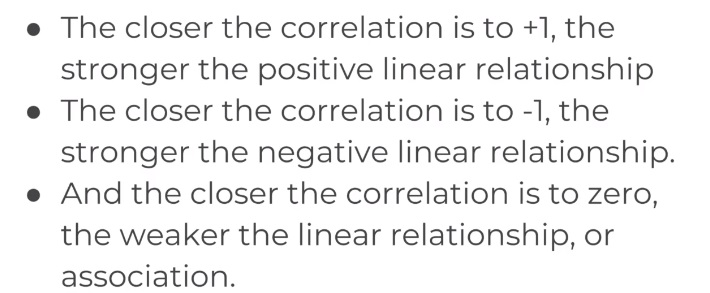 ● The closer the correlation is to +1, the
stronger the positive linear relationship
● The closer the correlation is to -1, the
stronger the negative linear relationship.
● And the closer the correlation is to zero,
the weaker the linear relationship, or
association.